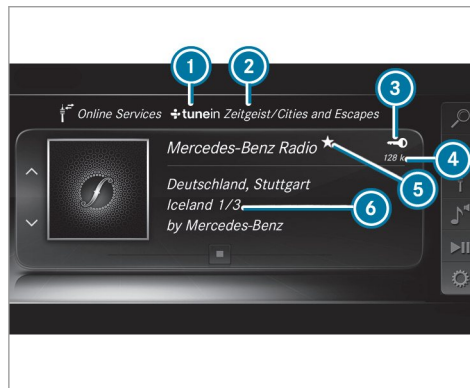 1 2 3
Online Services tunein Zeitgeist/Cities and Escapes
Mercedes-Benz Radio
128 k 4
5
Deutschland, Stuttgart
Iceland 1/3 6
by Mercedes-Benz